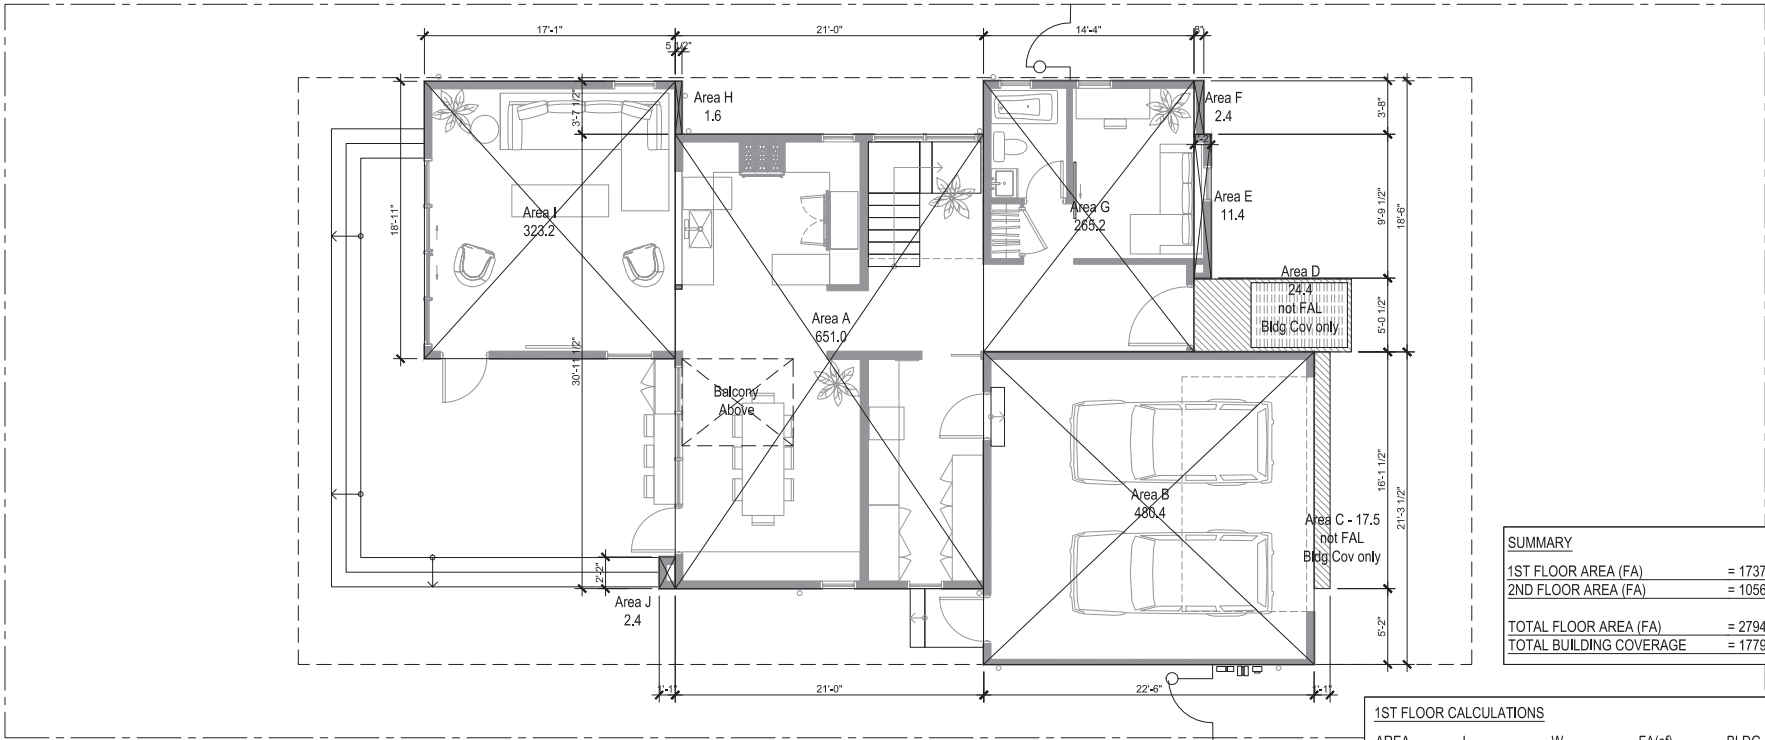 17'-1"
21'-0"
14'-4"
8"
5 1/2"
3'-7 1/2"
Area H
1.6
Area F
2.4
3'-8"
18'-11"
Area I
323.2
Area G
265.2
Area E
11.4
9'-9 1/2"
18'-6"
Area A
651.0
Area D
24.4
not FAL
Bldg Cov only
5'-0 1/2"
30'-11 1/2"
Balcony
Above
Area B
480.4
Area C - 17.5
not FAL
Bldg Cov only
16'-1 1/2"
21'-3 1/2"
2'-2"
Area J
2.4
5'-2"
1'-1"
21'-0"
22'-6"
1'-1"
SUMMARY
1ST FLOOR AREA (FA) = 1737
2ND FLOOR AREA (FA) = 1056
TOTAL FLOOR AREA (FA) = 2794
TOTAL BUILDING COVERAGE = 1779
1ST FLOOR CALCULATIONS
AREA L W FA(sf) BLDG